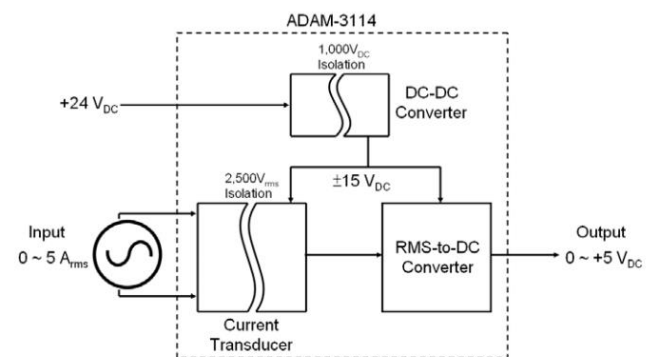 ADAM-3114
1,000VDC
Isolation
+24 VDC
DC-DC
Converter
2,500Vrms
Isolation
±15 VDC
Input
0 ~ 5 Arms
RMS-to-DC
Converter
Output
0 ~ +5 VDC
Current
Transducer